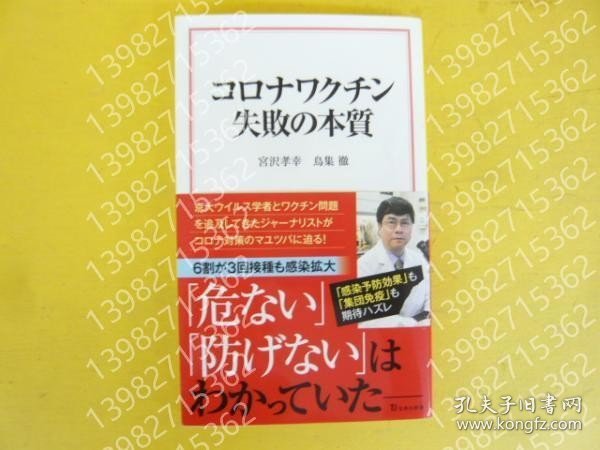 コロナワクチン
失敗の本質
宮沢孝幸 鳥集 徹
京大ウイルス学者とワクチン問題
を追及してきたジャーナリストが
コロナ対策のマユツバに迫る!
6割が3回接種も感染拡大
「感染予防効果」も
「集団免疫」も
期待ハズレ
「危ない」
「防げない」は
わかっていた
13982715362
孔夫子旧书网
www.kongfz.com